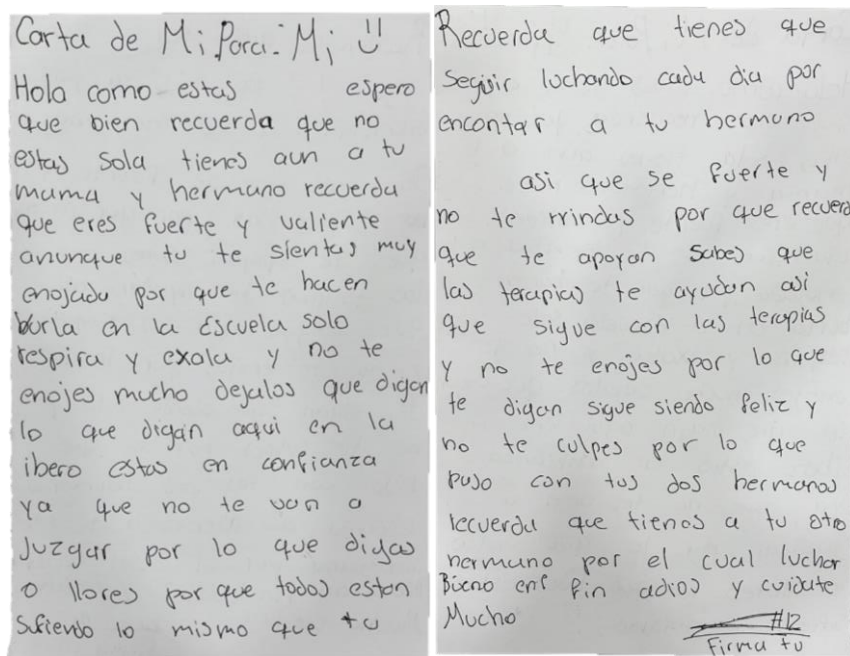 Carta de Mi Para: Mi
Hola como estas espero
que bien recuerda que no
estas sola tienes aun a tu
mama y hermano recuerda
que eres fuerte y valiente
anunque tu te sientas muy
enojada por que te hacen
burla en la Escuela solo
respira y exola y no te
enojes mucho dejalos que digan
lo que digan aqui en la
ibero estas en confianza
ya que no te van a
Juzgar por lo que digas
o llores por que todos estan
Sufiendo lo mismo que tu
Recuerda que tienes que
seguir luchando cada dia por
encontar a tu hermano
asi que se fuerte y
no te rrindas por que recuerd
que te apoyan Sabes que
las terapias te ayudan asi
que sigue con las terapias
y no te enojes por lo que
te digan sigue siendo feliz y
no te culpes por lo que
paso con tus dos hermanos
recuerda que tienes a tu otro
hermano por el cual luchar
Bueno en fin adios y cuidate
Mucho
#12
Firma tu